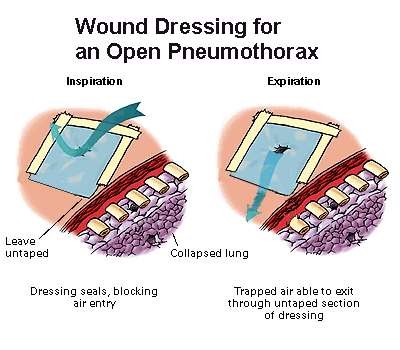 Wound Dressing for
an Open Pneumothorax
Inspiration
Expiration
Leave
untaped
Collapsed lung
Dressing seals, blocking
air entry
Trapped air able to exit
through untaped section
of dressing